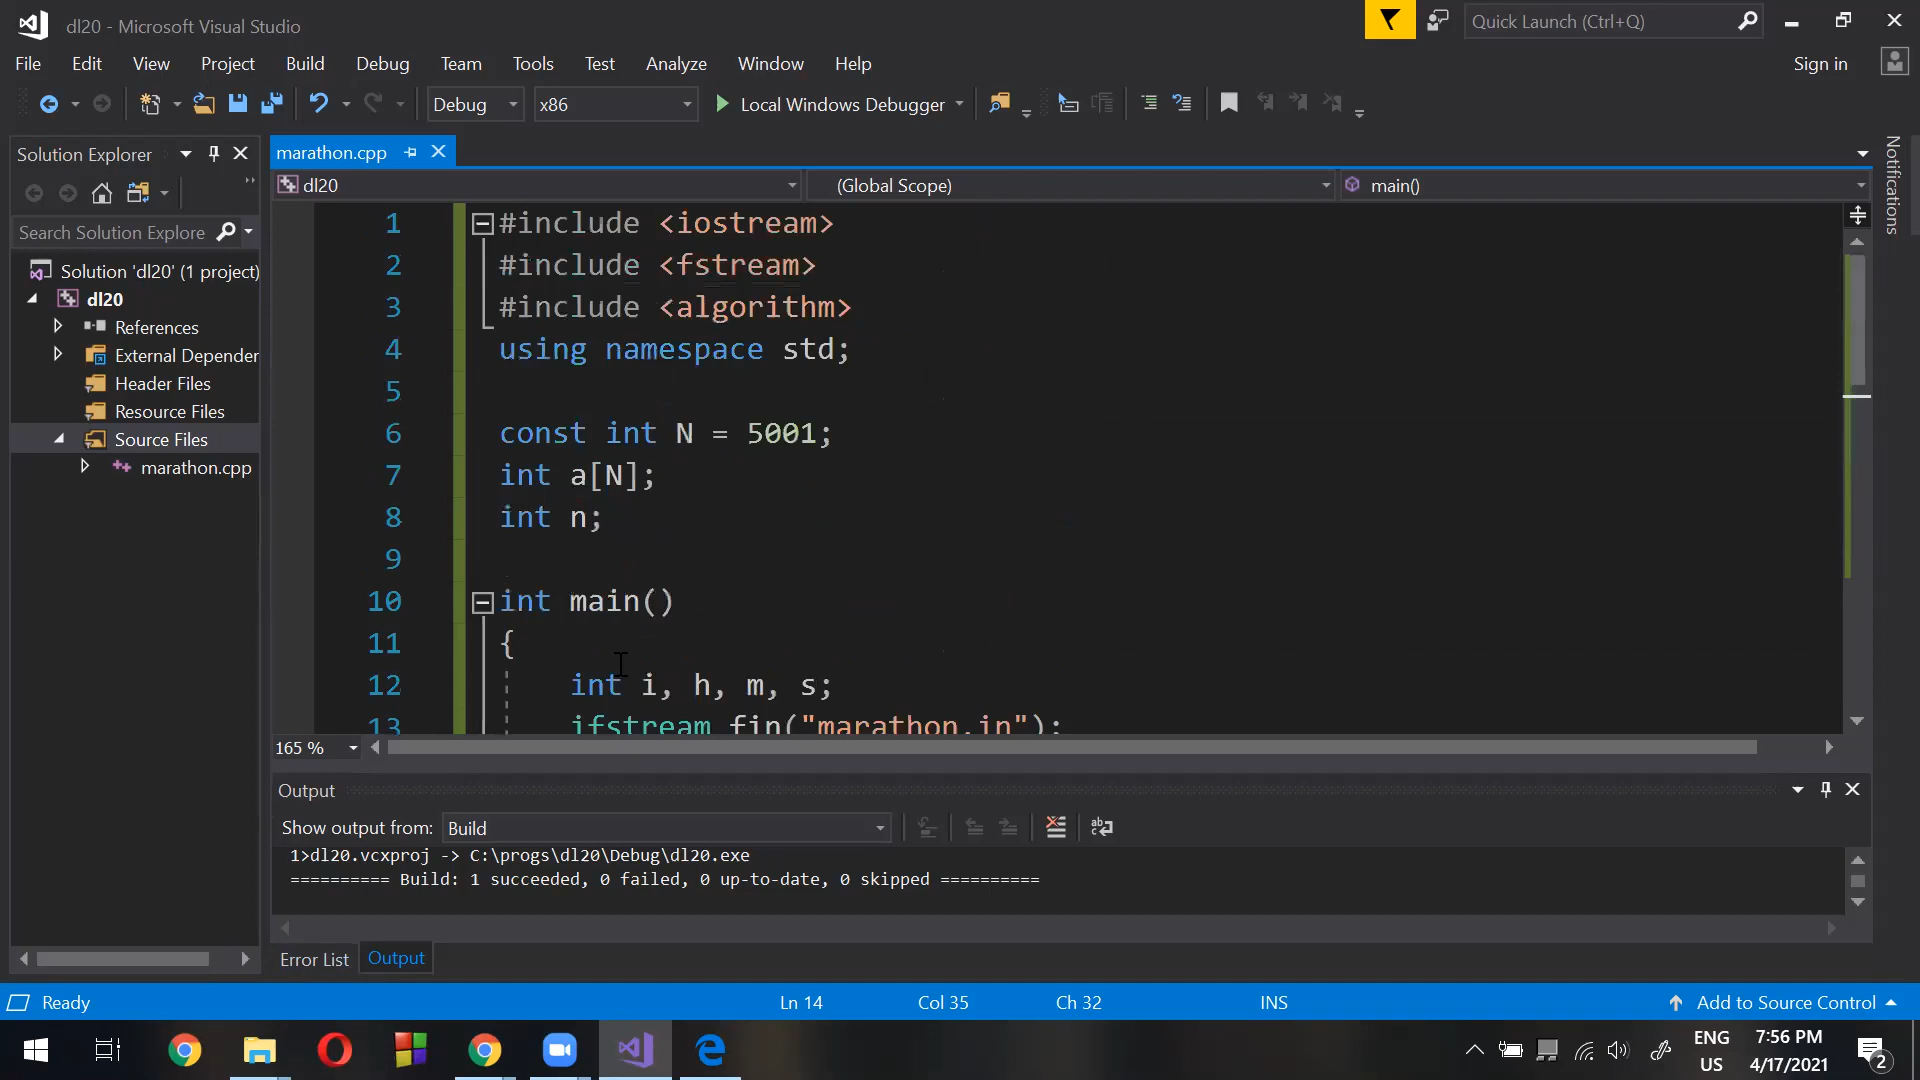 dl20 - Microsoft Visual Studio
Quick Launch (Ctrl+Q)
File Edit View Project Build Debug Team Tools Test Analyze Window Help
Sign in
Debug x86 Local Windows Debugger
Solution Explorer
marathon.cpp
Notifications
dl20 (Global Scope) main()
Search Solution Explorer
Solution 'dl20' (1 project)
dl20
References
External Depender
Header Files
Resource Files
Source Files
marathon.cpp
1 #include <iostream>
2 #include <fstream>
3 #include <algorithm>
4 using namespace std;
5
6 const int N = 5001;
7 int a[N];
8 int n;
9
10 int main()
11 {
12 int i, h, m, s;
13 ifstream fin("marathon.in");
165 %
Output
Show output from: Build
1>dl20.vcxproj -> C:\progs\dl20\Debug\dl20.exe
========== Build: 1 succeeded, 0 failed, 0 up-to-date, 0 skipped ==========
Error List Output
Ready Ln 14 Col 35 Ch 32 INS Add to Source Control
ENG 7:56 PM
US 4/17/2021 2